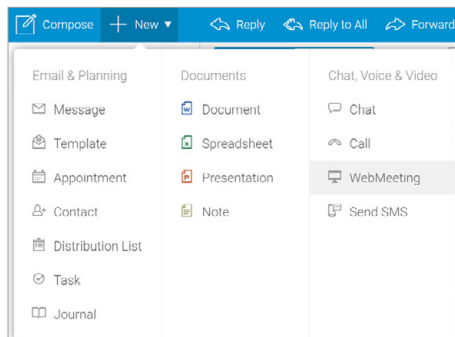 Compose
New
Reply
Reply to All
Forward
Email & Planning
Message
Template
Appointment
Contact
Distribution List
Task
Journal
Documents
Document
Spreadsheet
Presentation
Note
Chat, Voice & Video
Chat
Call
WebMeeting
Send SMS